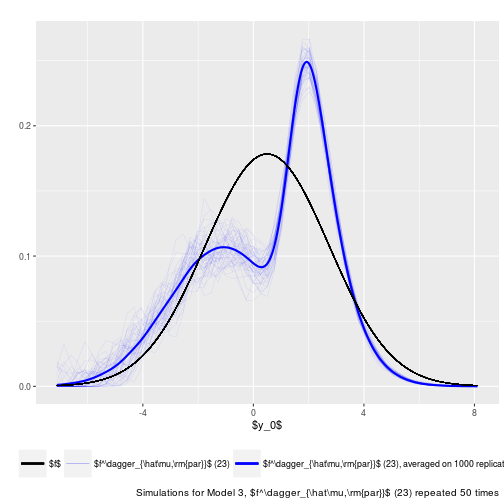 0.2
0.1
0.0
-4 0 4 8
$y_0$
$f$ $f^\dagger_{\hat\mu,\rm{par}}$ (23) $f^\dagger_{\hat\mu,\rm{par}}$ (23), averaged on 1000 replicat
Simulations for Model 3, $f^\dagger_{\hat\mu,\rm{par}}$ (23) repeated 50 times